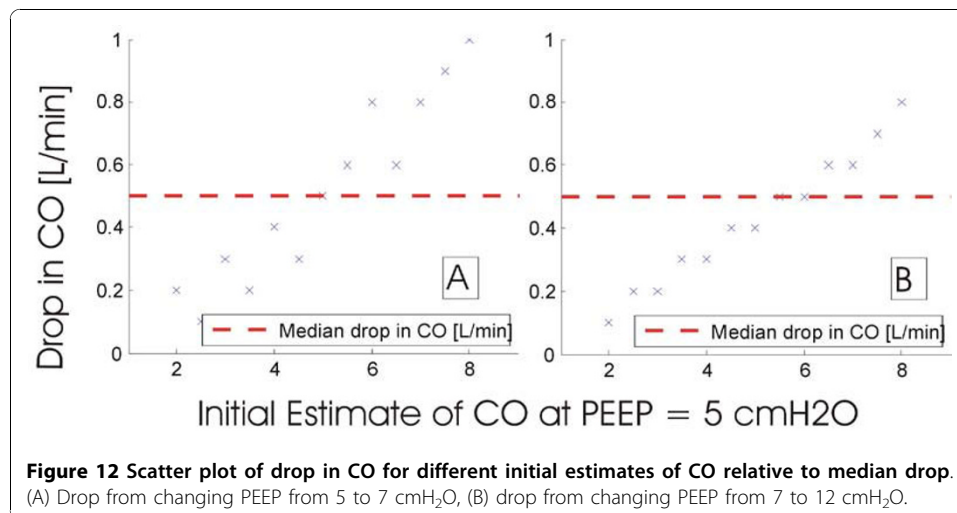 1
0.8
0.6
0.4
0.2
0
2
4
6
8
A
Median drop in CO [L/min]
Drop in CO [L/min]
1
0.8
0.6
0.4
0.2
0
2
4
6
8
B
Median drop in CO [L/min]
Initial Estimate of CO at PEEP = 5 cmH2O
Figure 12 Scatter plot of drop in CO for different initial estimates of CO relative to median drop.
(A) Drop from changing PEEP from 5 to 7 cmH₂O, (B) drop from changing PEEP from 7 to 12 cmH₂O.